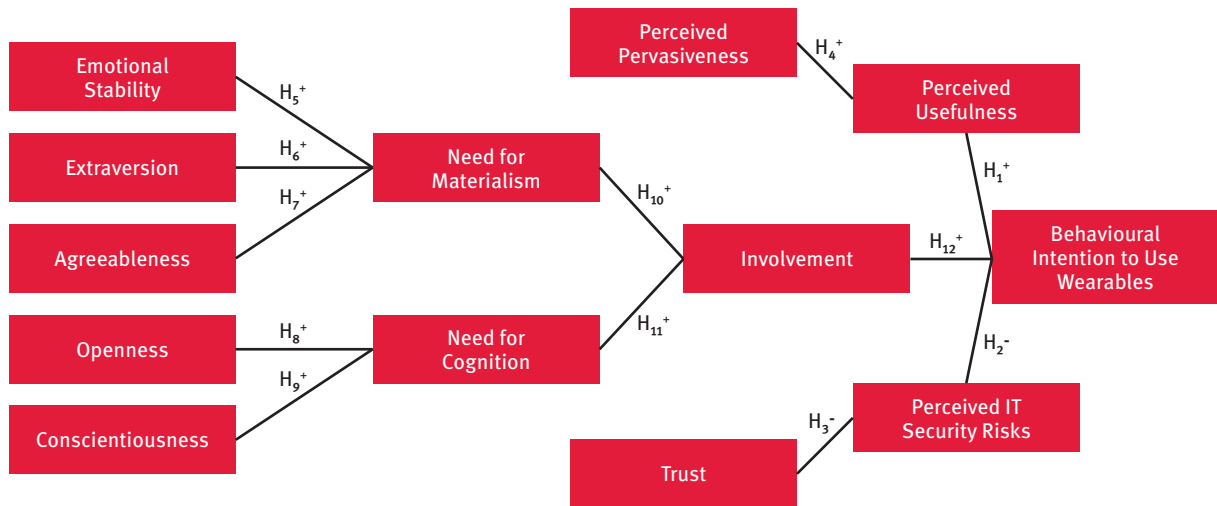 Emotional
Stability
Extraversion
Agreeableness
Openness
Conscientiousness
H₅⁺
H₆⁺
H₇⁺
H₈⁺
H₉⁺
Need for
Materialism
Need for
Cognition
H₁₀⁺
H₁₁⁺
Involvement
H₁₂⁺
Perceived
Pervasiveness
H₄⁺
Perceived
Usefulness
H₁⁺
Behavioural
Intention to Use
Wearables
H₂⁻
Perceived IT
Security Risks
H₃⁻
Trust